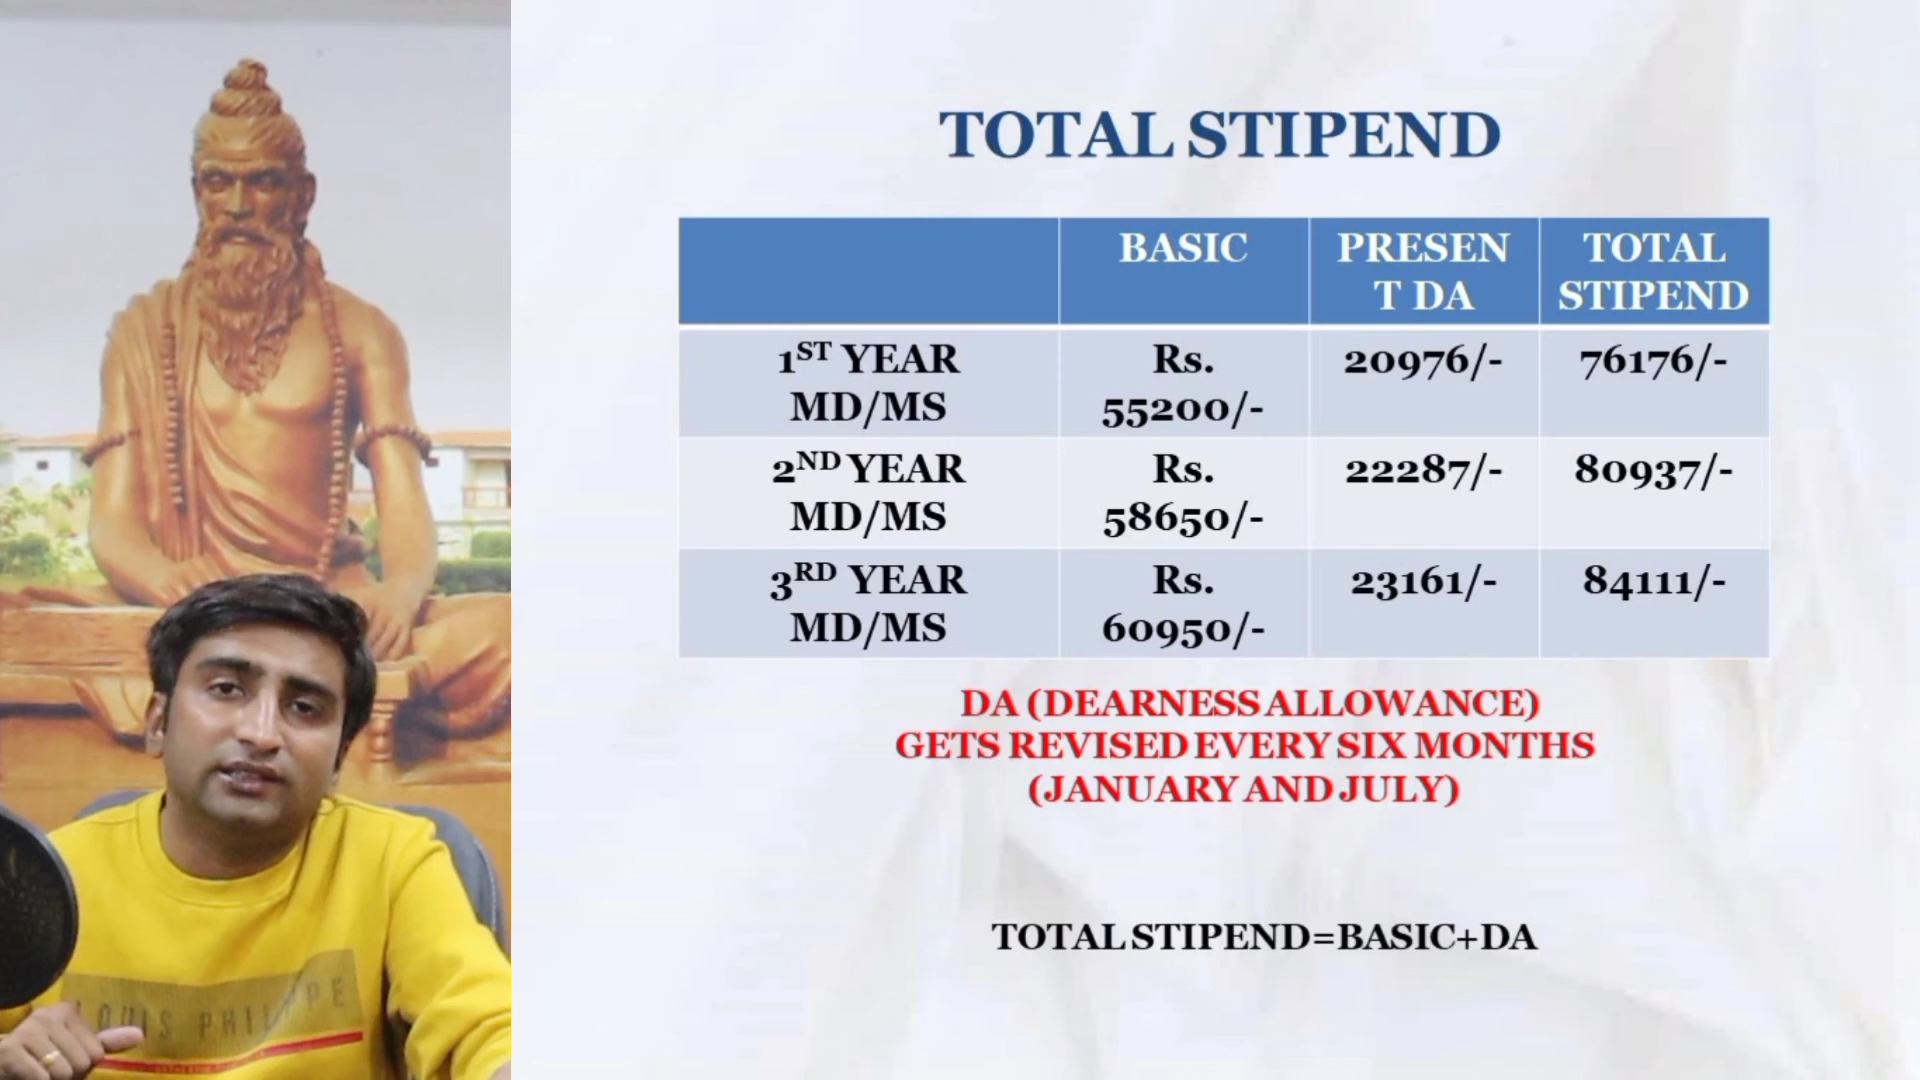 TOTAL STIPEND
BASIC
PRESEN
T DA
TOTAL
STIPEND
1ST YEAR
MD/MS
Rs.
55200/-
20976/-
76176/-
2ND YEAR
MD/MS
Rs.
58650/-
22287/-
80937/-
3RD YEAR
MD/MS
Rs.
60950/-
23161/-
84111/-
DA (DEARNESS ALLOWANCE)
GETS REVISED EVERY SIX MONTHS
(JANUARY AND JULY)
TOTAL STIPEND=BASIC+DA
LOUIS PHILIPPE